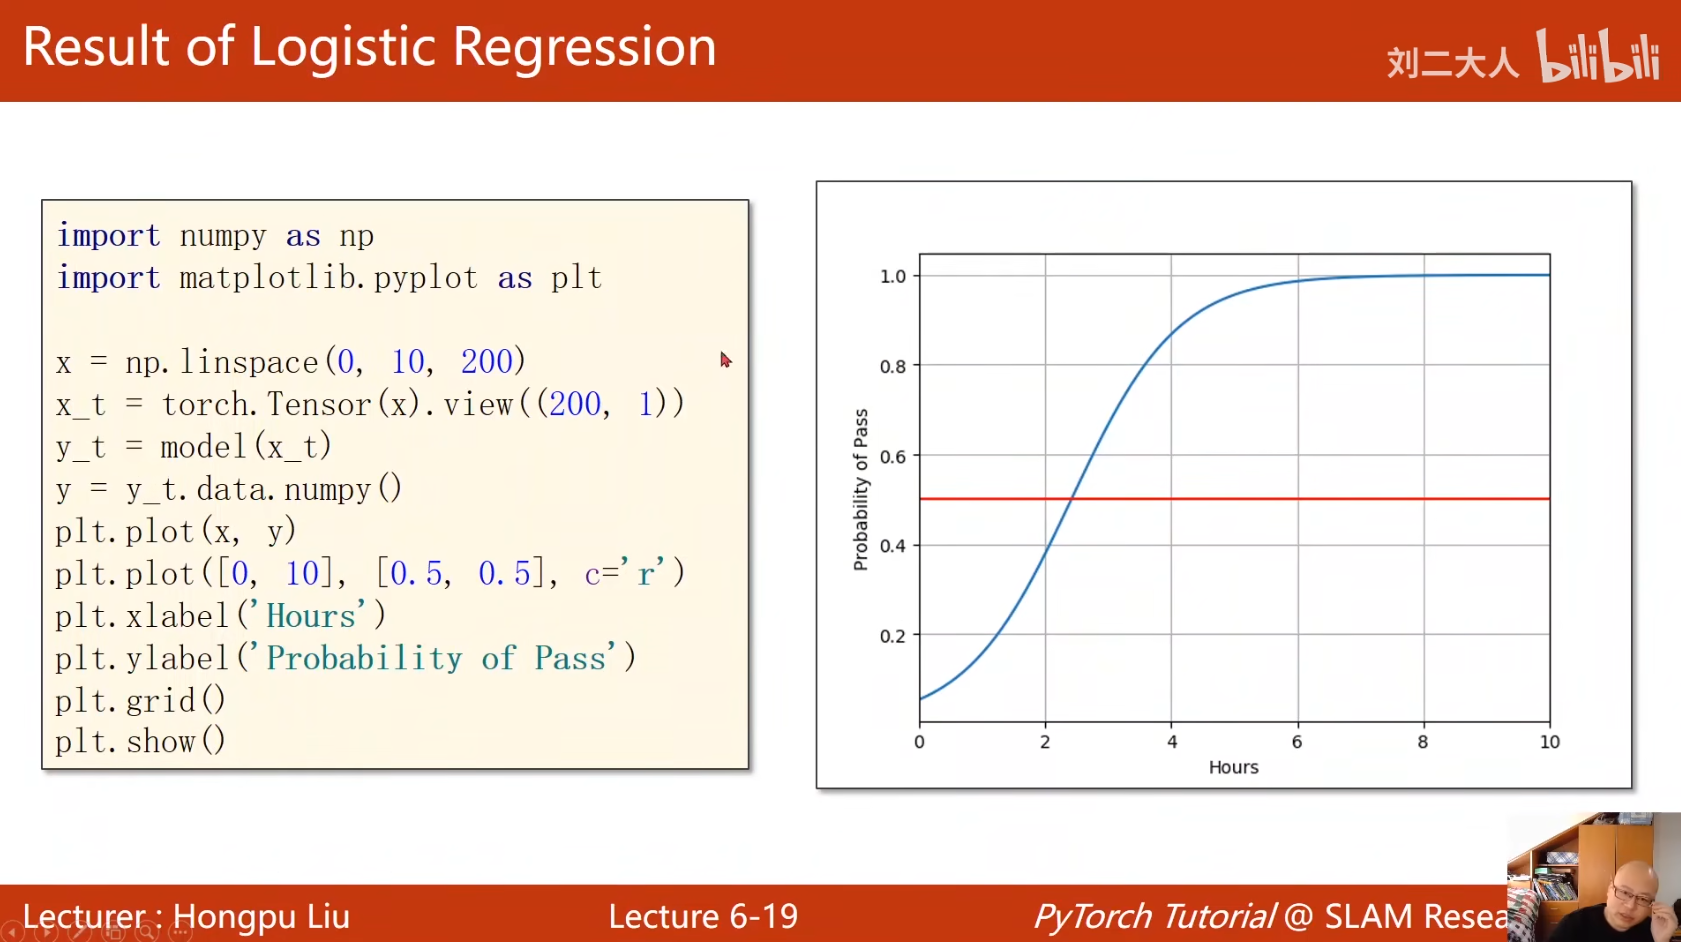 Result of Logistic Regression
刘二大人 bilibili
import numpy as np
import matplotlib.pyplot as plt
x = np.linspace(0, 10, 200)
x_t = torch.Tensor(x).view((200, 1))
y_t = model(x_t)
y = y_t.data.numpy()
plt.plot(x, y)
plt.plot([0, 10], [0.5, 0.5], c='r')
plt.xlabel('Hours')
plt.ylabel('Probability of Pass')
plt.grid()
plt.show()
1.0
0.8
0.6
0.4
0.2
Probability of Pass
0 2 4 6 8 10
Hours
Lecturer : Hongpu Liu
Lecture 6-19
PyTorch Tutorial @ SLAM Resea